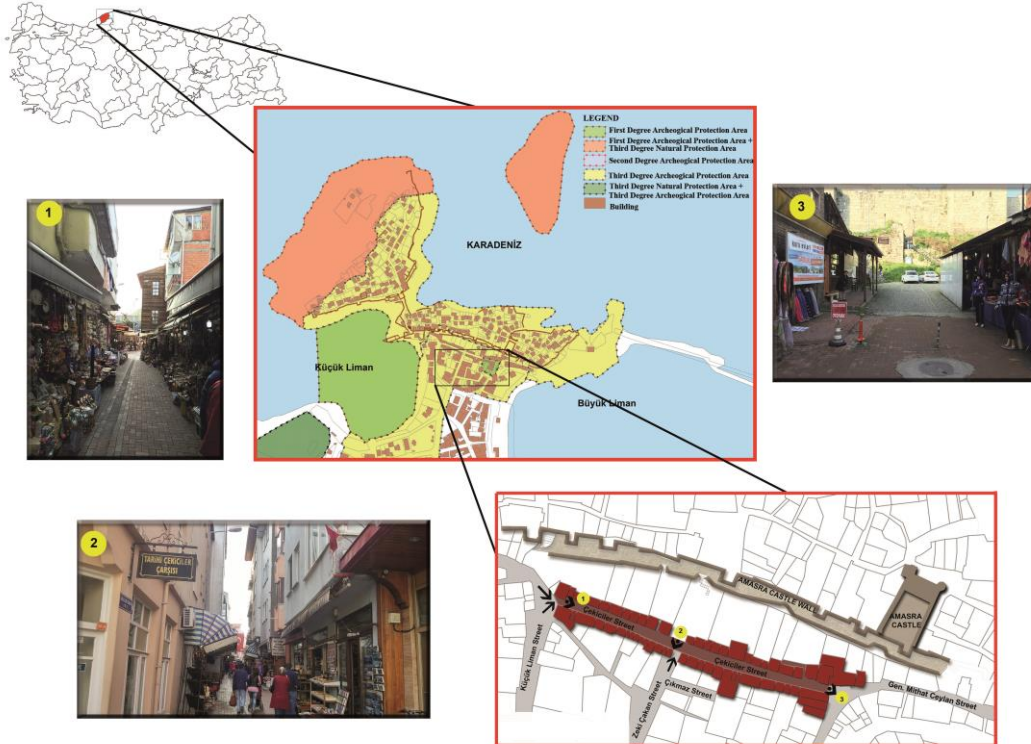 LEGEND
First Degree Archeogical Protection Area
First Degree Archeogical Protection Area +
Third Degree Natural Protection Area
Second Degree Archeogical Protection Area
Third Degree Archeogical Protection Area
Third Degree Natural Protection Area +
Third Degree Archeogical Protection Area
Building
KARADENİZ
Küçük Liman
Büyük Liman
1
3
2
TARİHİ ÇEKİCİLER
ÇARŞISI
AMASRA CASTLE WALL
AMASRA
CASTLE
1
Çekiciler Street
2
Çekiciler Street
3
Küçük Liman Street
Zeki Çakan Street
Çıkmaz Street
Gen. Mithat Ceylan Street